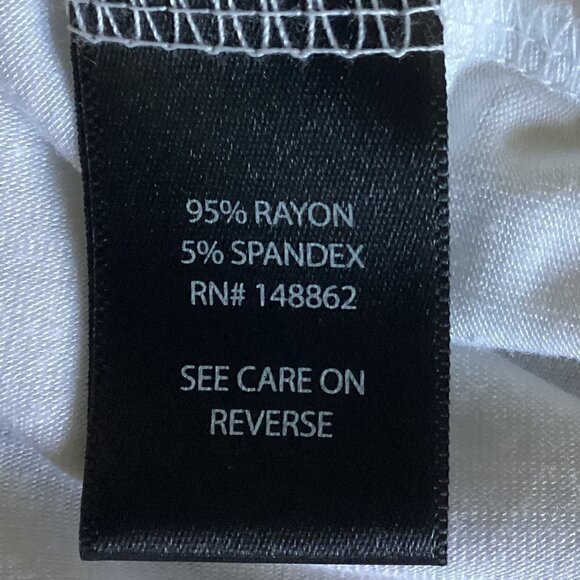 95% RAYON
5% SPANDEX
RN# 148862
SEE CARE ON
REVERSE